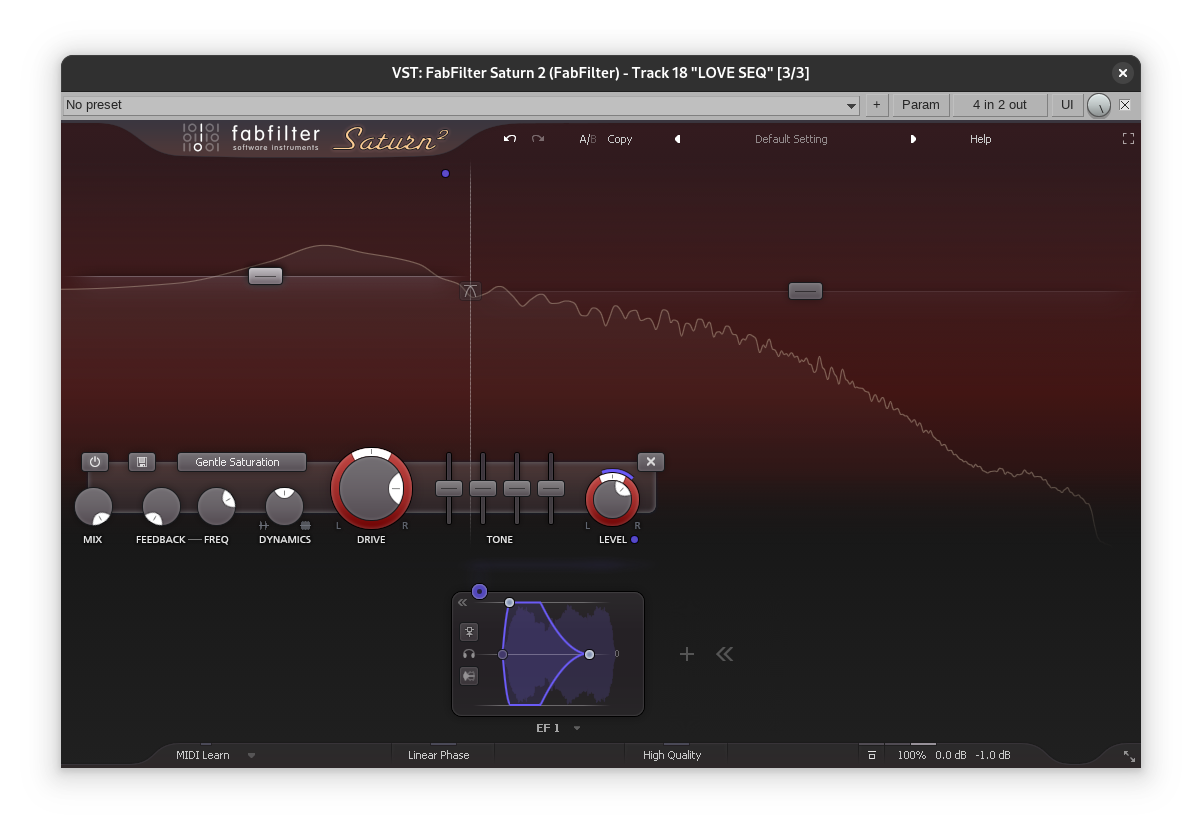 VST: FabFilter Saturn 2 (FabFilter) - Track 18 "LOVE SEQ" [3/3]
No preset + Param 4 in 2 out UI
fabfilter
software instruments
Saturn 2
A/B Copy Default Setting Help
Gentle Saturation
L R L R
MIX FEEDBACK FREQ DYNAMICS DRIVE TONE LEVEL
0
EF 1
MIDI Learn Linear Phase High Quality 100% 0.0 dB -1.0 dB